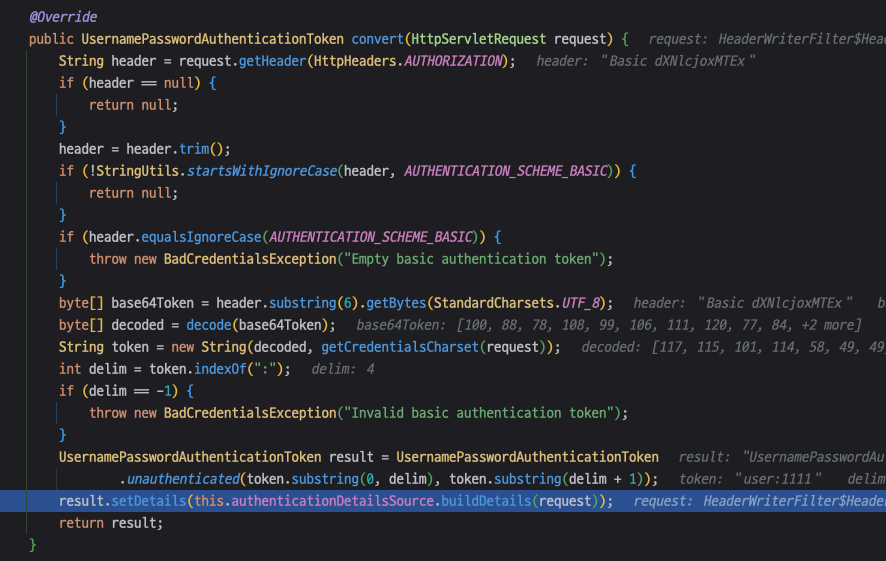 @Override
public UsernamePasswordAuthenticationToken convert(HttpServletRequest request) {   request: HeaderWriterFilter$Head
    String header = request.getHeader(HttpHeaders.AUTHORIZATION);   header: "Basic dXNlcjoxMTEx"
    if (header == null) {
        return null;
    }
    header = header.trim();
    if (!StringUtils.startsWithIgnoreCase(header, AUTHENTICATION_SCHEME_BASIC)) {
        return null;
    }
    if (header.equalsIgnoreCase(AUTHENTICATION_SCHEME_BASIC)) {
        throw new BadCredentialsException("Empty basic authentication token");
    }
    byte[] base64Token = header.substring(6).getBytes(StandardCharsets.UTF_8);   header: "Basic dXNlcjoxMTEx"   b
    byte[] decoded = decode(base64Token);   base64Token: [100, 88, 78, 108, 99, 106, 111, 120, 77, 84, +2 more]
    String token = new String(decoded, getCredentialsCharset(request));   decoded: [117, 115, 101, 114, 58, 49, 49,
    int delim = token.indexOf(":");   delim: 4
    if (delim == -1) {
        throw new BadCredentialsException("Invalid basic authentication token");
    }
    UsernamePasswordAuthenticationToken result = UsernamePasswordAuthenticationToken   result: "UsernamePasswordAu
            .unauthenticated(token.substring(0, delim), token.substring(delim + 1));   token: "user:1111"   delim
    result.setDetails(this.authenticationDetailsSource.buildDetails(request));   request: HeaderWriterFilter$Header
    return result;
}